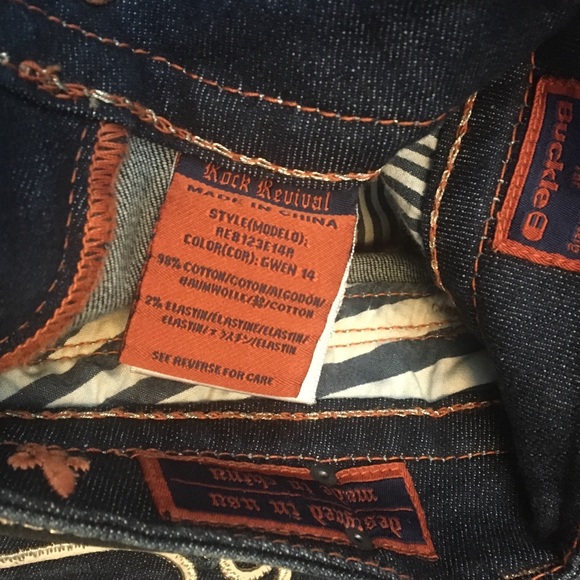 Rock Revival
MADE IN CHINA
STYLE(MODELO);
RE8123E14R
COLOR(COR); GWEN 14
98% COTTON/COTON/ALGODÓN/
BAUMWOLLE/綿/COTTON
2% ELASTIN/ELASTINE/ELASTIN/
ELASTIN/エラスチン/ELASTIN
SEE REVERSE FOR CARE
Buckle B
designed in usa
made in china